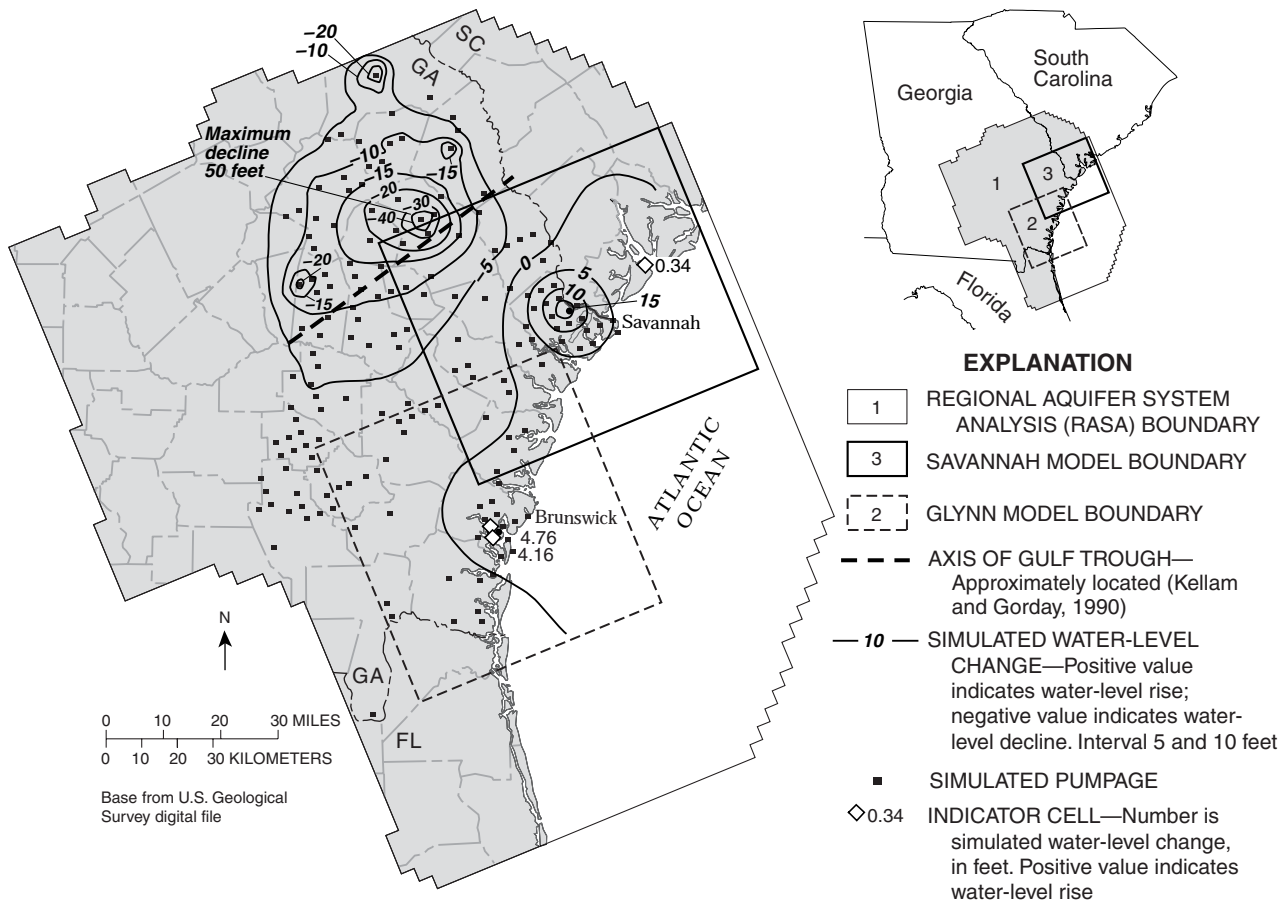 –20
–10
SC
GA
Maximum
decline
50 feet
–10
–15
–15
–20
–30
–40
–20
–15
5
0
5
10
15
0.34
Savannah
Brunswick
4.76
4.16
ATLANTIC
OCEAN
N
GA
FL
0 10 20 30 MILES
0 10 20 30 KILOMETERS
Base from U.S. Geological
Survey digital file
Georgia
South
Carolina
1
3
2
Florida
EXPLANATION
1 REGIONAL AQUIFER SYSTEM
ANALYSIS (RASA) BOUNDARY
3 SAVANNAH MODEL BOUNDARY
2 GLYNN MODEL BOUNDARY
AXIS OF GULF TROUGH—
Approximately located (Kellam
and Gorday, 1990)
10 SIMULATED WATER-LEVEL
CHANGE—Positive value
indicates water-level rise;
negative value indicates water-
level decline. Interval 5 and 10 feet
SIMULATED PUMPAGE
0.34 INDICATOR CELL—Number is
simulated water-level change,
in feet. Positive value indicates
water-level rise